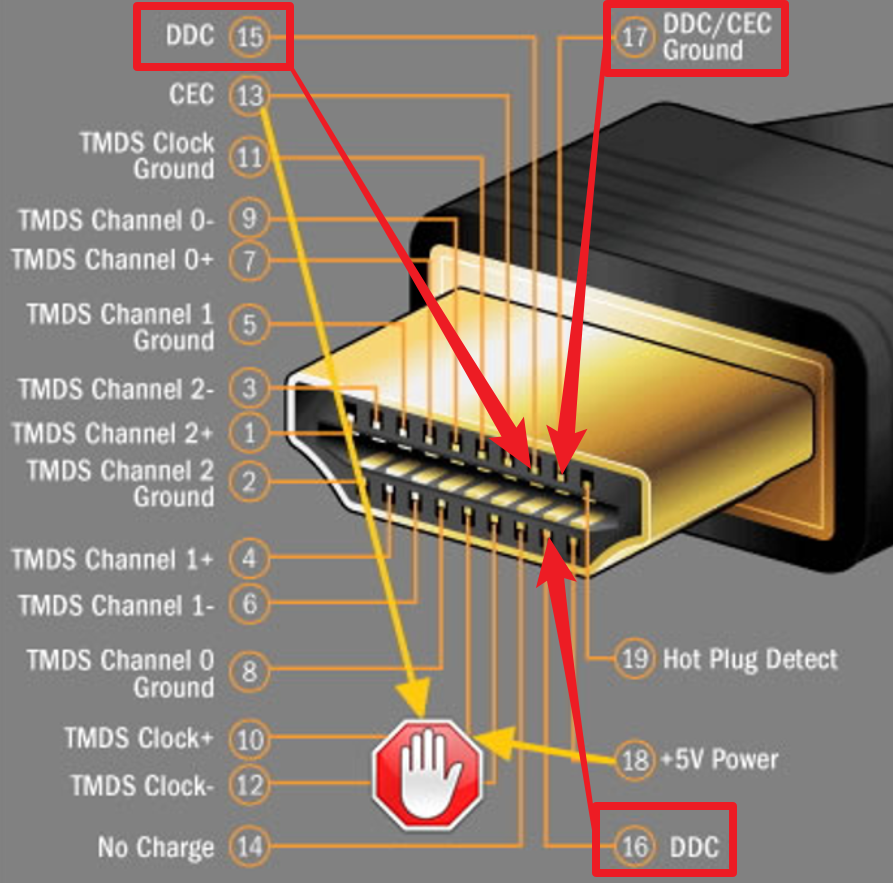 DDC 15
17 DDC/CEC
Ground
CEC 13
TMDS Clock
Ground 11
TMDS Channel 0- 9
TMDS Channel 0+ 7
TMDS Channel 1
Ground 5
TMDS Channel 2- 3
TMDS Channel 2+ 1
TMDS Channel 2
Ground 2
TMDS Channel 1+ 4
TMDS Channel 1- 6
TMDS Channel 0
Ground 8
19 Hot Plug Detect
TMDS Clock+ 10
18 +5V Power
TMDS Clock- 12
No Charge 14
16 DDC